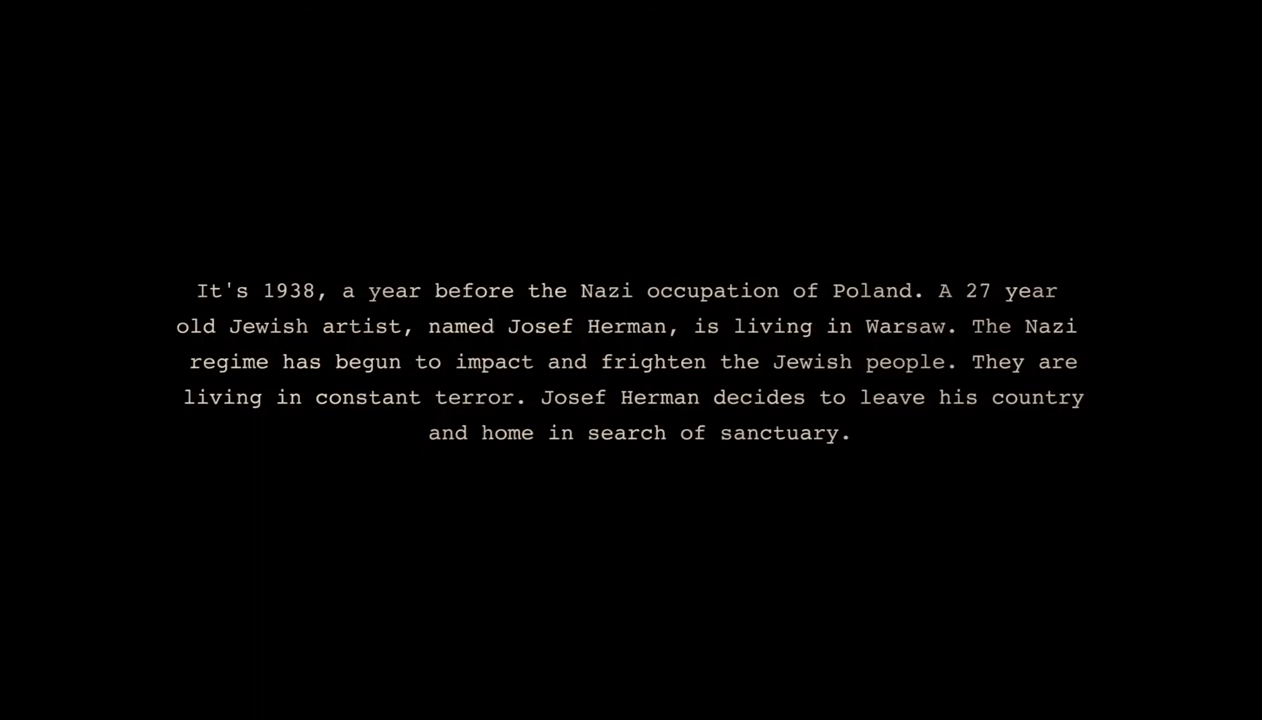 It's 1938, a year before the Nazi occupation of Poland. A 27 year
old Jewish artist, named Josef Herman, is living in Warsaw. The Nazi
regime has begun to impact and frighten the Jewish people. They are
living in constant terror. Josef Herman decides to leave his country
and home in search of sanctuary.